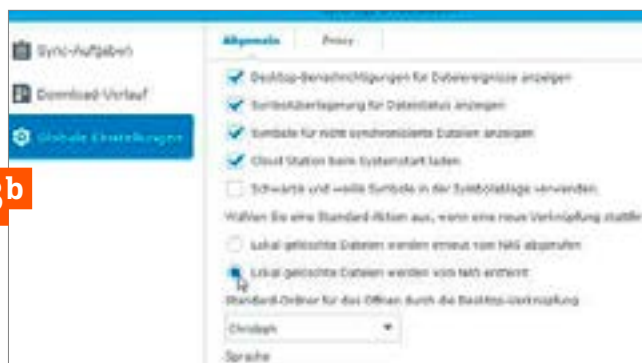 Allgemein Proxy
Sync-Aufgaben
Download-Verlauf
Globale Einstellungen
Desktop-Benachrichtigungen für Dateiereignisse anzeigen
Symbolüberlagerung für Dateistatus anzeigen
Symbole für nicht synchronisierte Dateien anzeigen
Cloud Station beim Systemstart laden
Schwarze und weiße Symbole in der Symbolablage verwenden
b
Wählen Sie eine Standard-Aktion aus, wenn eine neue Verknüpfung
Lokal gelöschte Dateien werden erneut vom NAS abgerufen
Lokal gelöschte Dateien werden vom NAS entfernt
Standard-Ordner für das Öffnen durch die Desktop-Verknüpfung
Christoph
Sprache